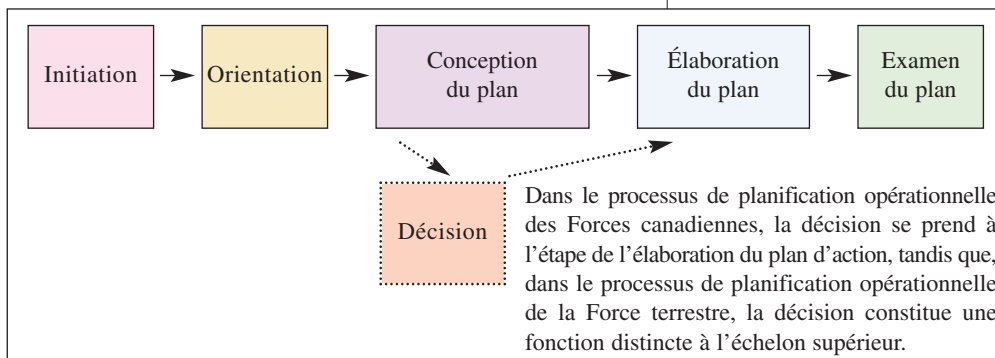 Initiation
Orientation
Conception
du plan
Élaboration
du plan
Examen
du plan
Décision
Dans le processus de planification opérationnelle
des Forces canadiennes, la décision se prend à
l'étape de l'élaboration du plan d'action, tandis que,
dans le processus de planification opérationnelle
de la Force terrestre, la décision constitue une
fonction distincte à l'échelon supérieur.